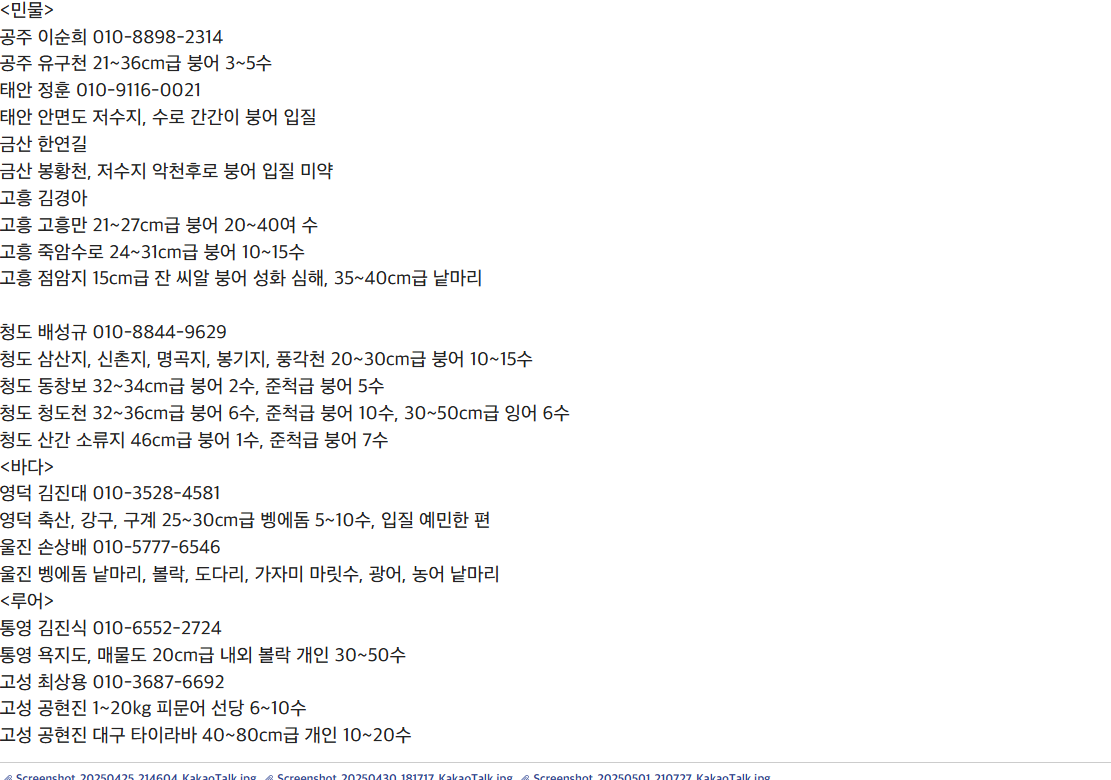 <민물>
공주 이순희 010-8898-2314
공주 유구천 21~36cm급 붕어 3~5수
태안 정훈 010-9116-0021
태안 안면도 저수지, 수로 간간이 붕어 입질
금산 한연길
금산 봉황천, 저수지 악천후로 붕어 입질 미약
고흥 김경아
고흥 고흥만 21~27cm급 붕어 20~40여 수
고흥 죽암수로 24~31cm급 붕어 10~15수
고흥 점암지 15cm급 잔 씨알 붕어 성화 심해, 35~40cm급 낱마리
청도 배성규 010-8844-9629
청도 삼산지, 신촌지, 명곡지, 봉기지, 풍각천 20~30cm급 붕어 10~15수
청도 동창보 32~34cm급 붕어 2수, 준척급 붕어 5수
청도 청도천 32~36cm급 붕어 6수, 준척급 붕어 10수, 30~50cm급 잉어 6수
청도 산간 소류지 46cm급 붕어 1수, 준척급 붕어 7수
<바다>
영덕 김진대 010-3528-4581
영덕 축산, 강구, 구계 25~30cm급 벵에돔 5~10수, 입질 예민한 편
울진 손상배 010-5777-6546
울진 벵에돔 낱마리, 볼락, 도다리, 가자미 마릿수, 광어, 농어 낱마리
<루어>
통영 김진식 010-6552-2724
통영 욕지도, 매물도 20cm급 내외 볼락 개인 30~50수
고성 최상용 010-3687-6692
고성 공현진 1~20kg 피문어 선당 6~10수
고성 공현진 대구 타이라바 40~80cm급 개인 10~20수
Screenshot_20250425_214604_KakaoTalk.jpg Screenshot_20250430_181717_KakaoTalk.jpg Screenshot_20250501_210727_KakaoTalk.jpg